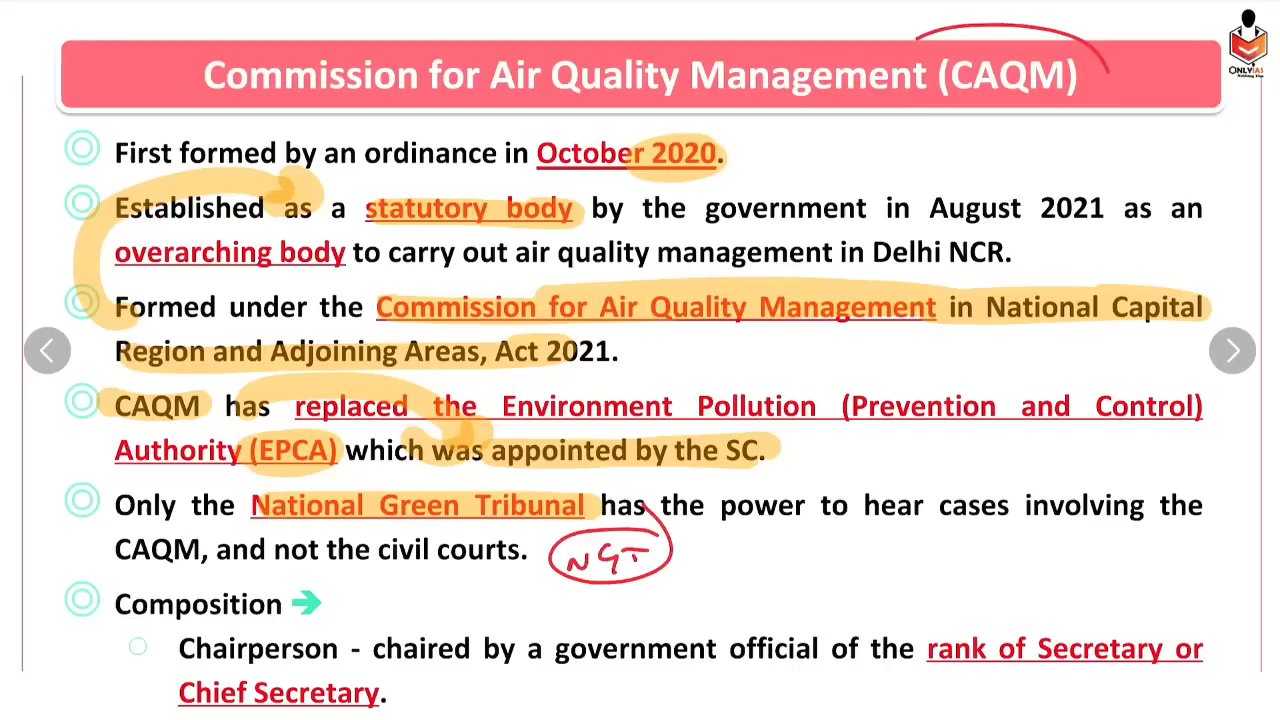 Commission for Air Quality Management (CAQM)
ONLYIAS
First formed by an ordinance in October 2020.
Established as a statutory body by the government in August 2021 as an
overarching body to carry out air quality management in Delhi NCR.
Formed under the Commission for Air Quality Management in National Capital
Region and Adjoining Areas, Act 2021.
CAQM has replaced the Environment Pollution (Prevention and Control)
Authority (EPCA) which was appointed by the SC.
Only the National Green Tribunal has the power to hear cases involving the
CAQM, and not the civil courts.
NGT
Composition
Chairperson - chaired by a government official of the rank of Secretary or
Chief Secretary.